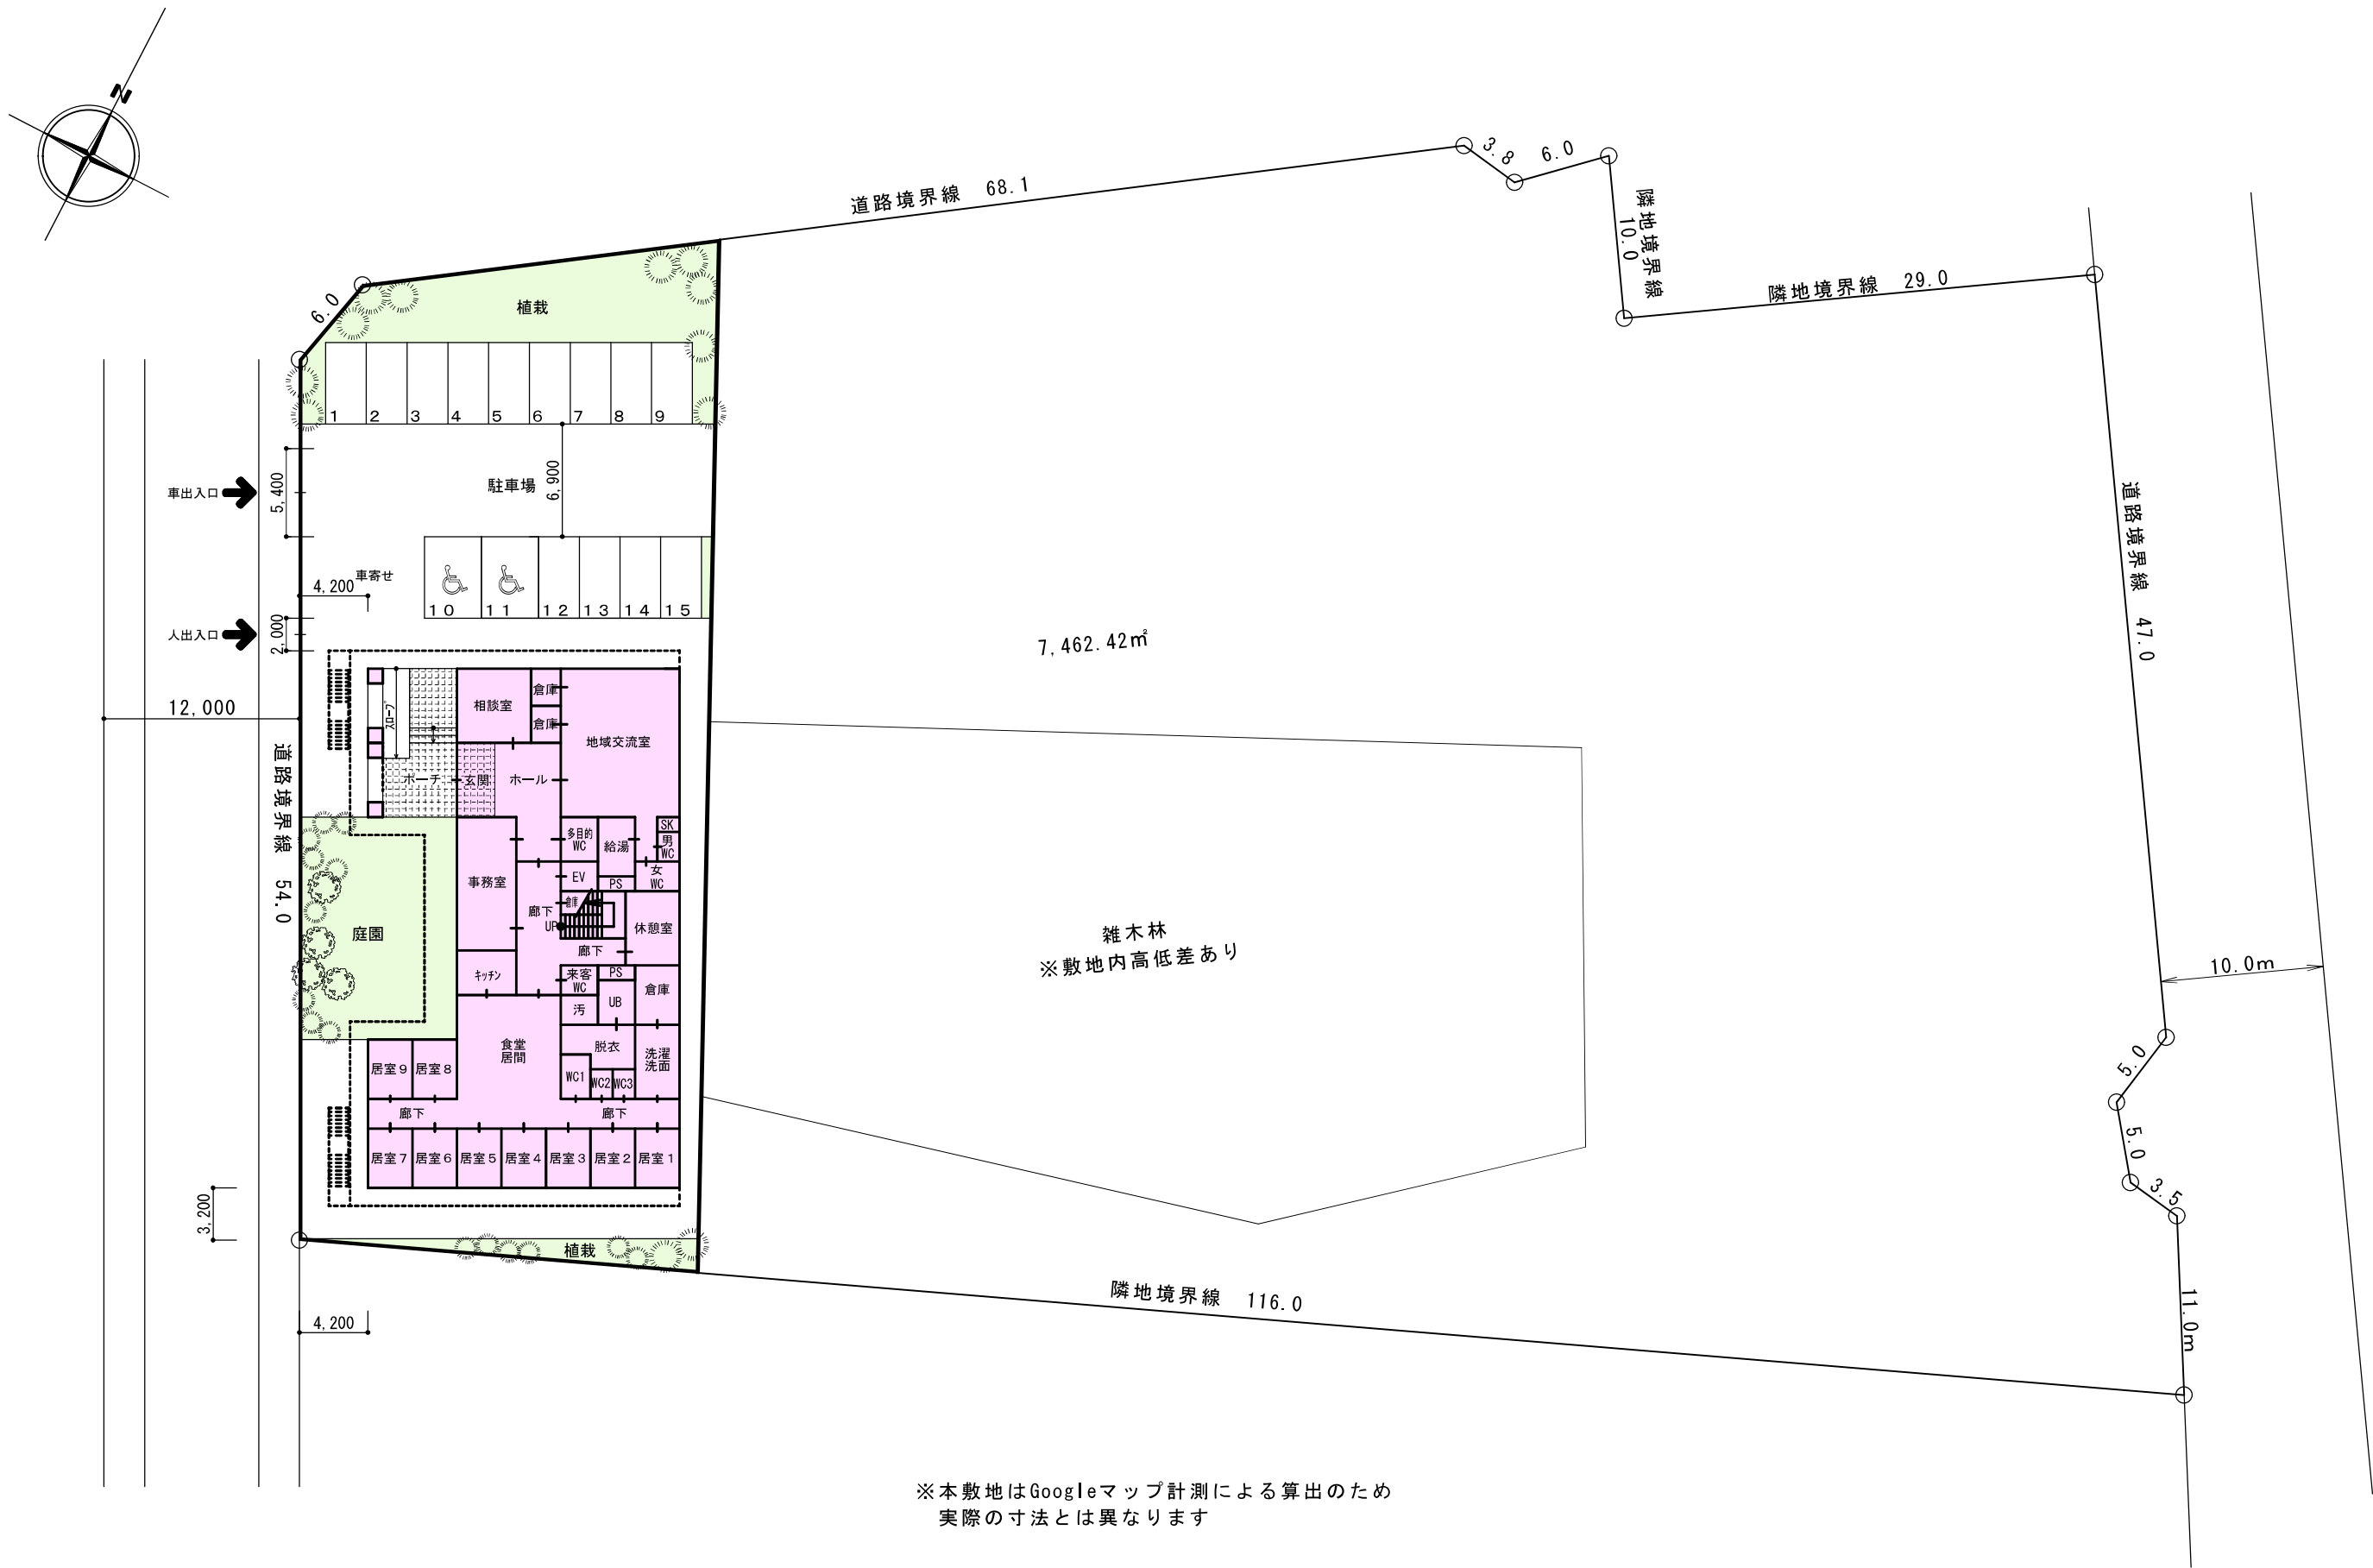 N
道路境界線 68.1
3.8
6.0
隣地境界線
10.0
隣地境界線 29.0
6.0
植栽
1
2
3
4
5
6
7
8
9
車出入口
5,400
駐車場
6,900
道路境界線 47.0
4,200
車寄せ
10
11
12
13
14
15
人出入口
2,000
7,462.42㎡
12,000
道路境界線 54.0
スロープ
相談室
倉庫
倉庫
地域交流室
ポーチ
玄関
ホール
多目的
WC
給湯
SK
男
WC
女
WC
事務室
EV
PS
倉庫
廊下
UP
休憩室
庭園
廊下
雑木林
※敷地内高低差あり
10.0m
キッチン
来客
WC
PS
倉庫
汚
UB
食堂
居間
脱衣
洗濯
洗面
WC1
WC2
WC3
居室9
居室8
廊下
廊下
居室7
居室6
居室5
居室4
居室3
居室2
居室1
5.0
5.0
3.5
11.0m
3,200
植栽
隣地境界線 116.0
4,200
※本敷地はGoogleマップ計測による算出のため
実際の寸法とは異なります